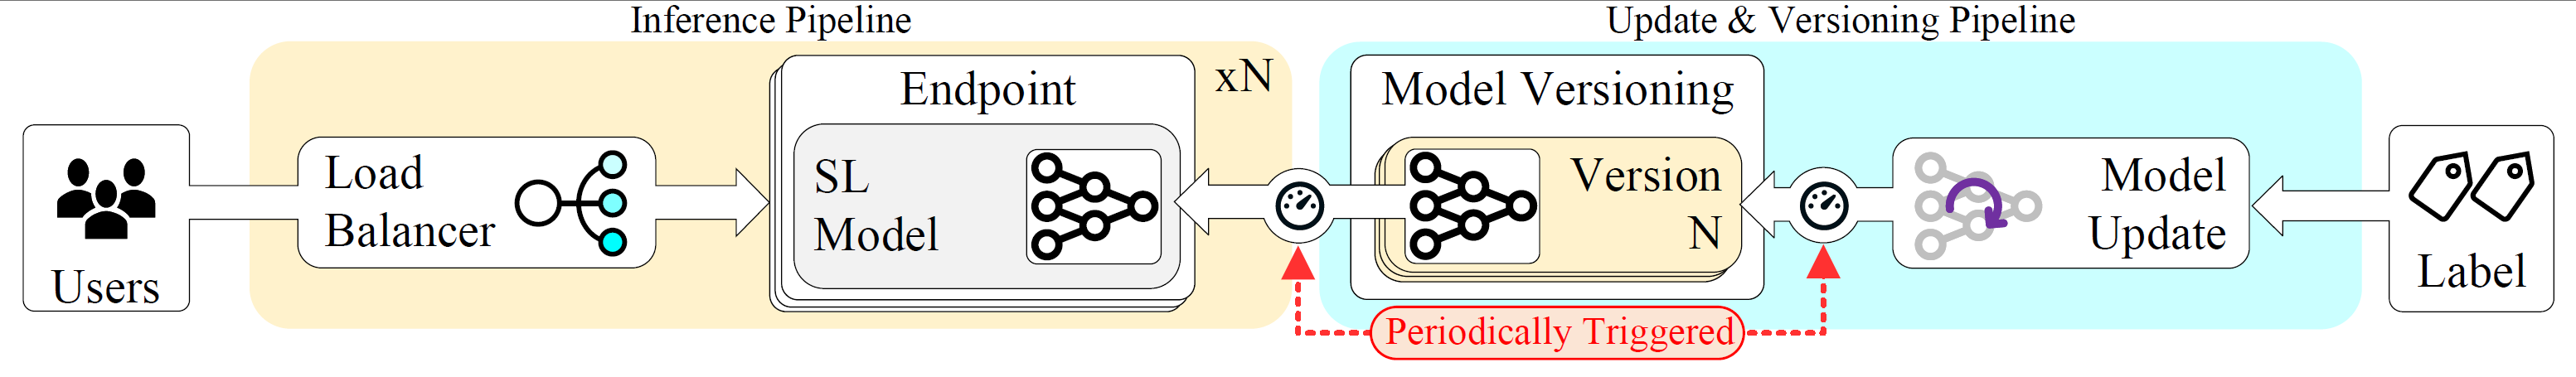 Inference Pipeline
Update & Versioning Pipeline
Users
Load
Balancer
Endpoint
xN
SL
Model
Model Versioning
Version
N
Model
Update
Label
Periodically Triggered